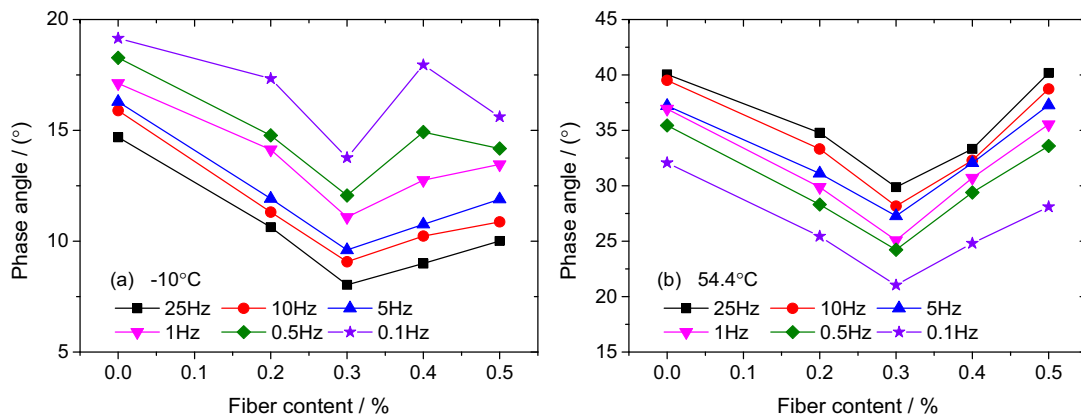 20
15
10
5
Phase angle / (°)
(a) -10°C
25Hz 10Hz 5Hz
1Hz 0.5Hz 0.1Hz
0.0 0.1 0.2 0.3 0.4 0.5
Fiber content / %
45
40
35
30
25
20
15
Phase angle / (°)
(b) 54.4°C
25Hz 10Hz 5Hz
1Hz 0.5Hz 0.1Hz
0.0 0.1 0.2 0.3 0.4 0.5
Fiber content / %